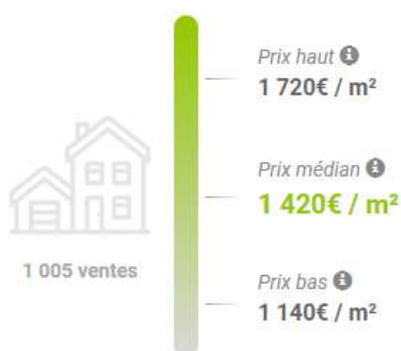 Prix haut
1 720€ / m²
Prix médian
1 420€ / m²
1 005 ventes
Prix bas
1 140€ / m²